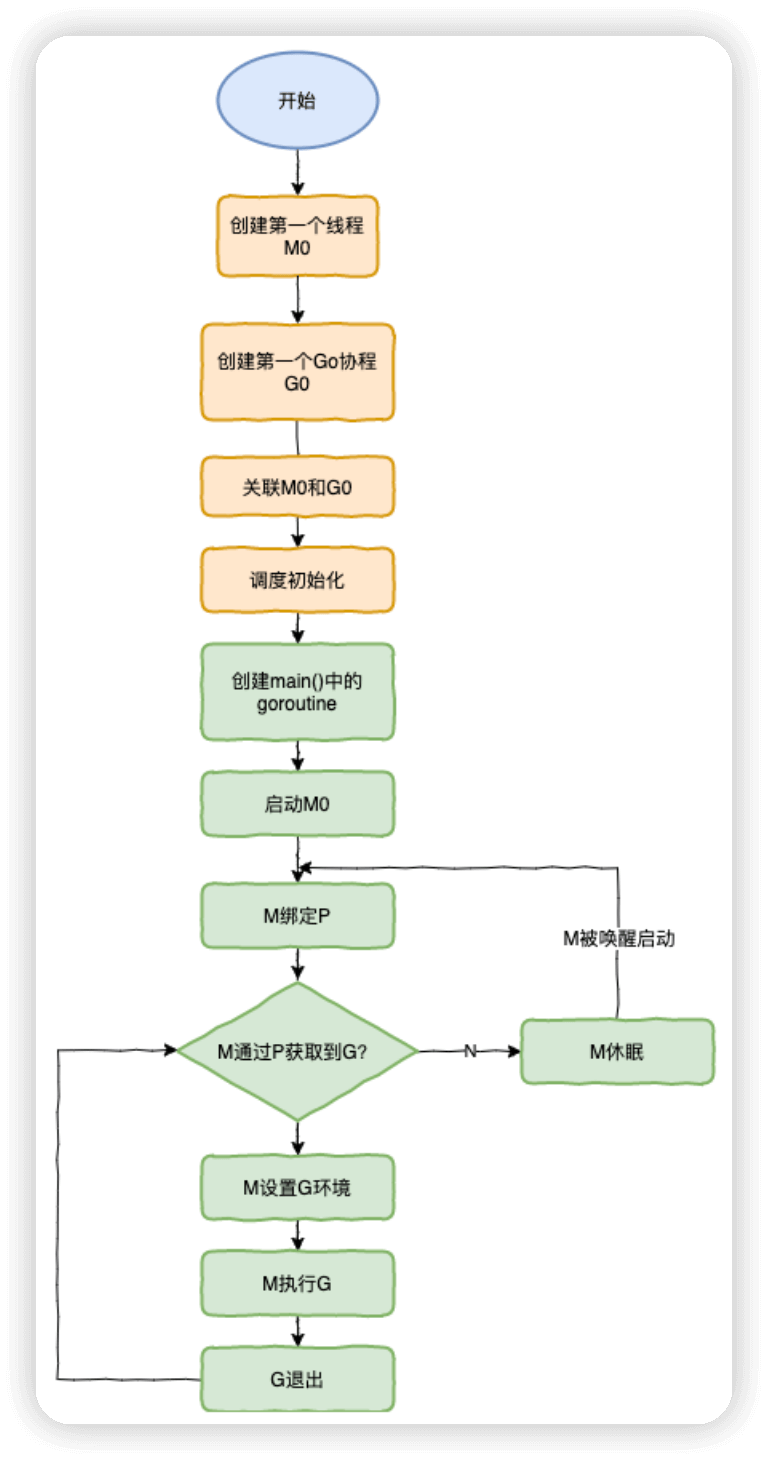 开始
创建第一个线程
M0
创建第一个Go协程
G0
关联M0和G0
调度初始化
创建main()中的
goroutine
启动M0
M绑定P
M被唤醒启动
M通过P获取到G?
N
M休眠
M设置G环境
M执行G
G退出